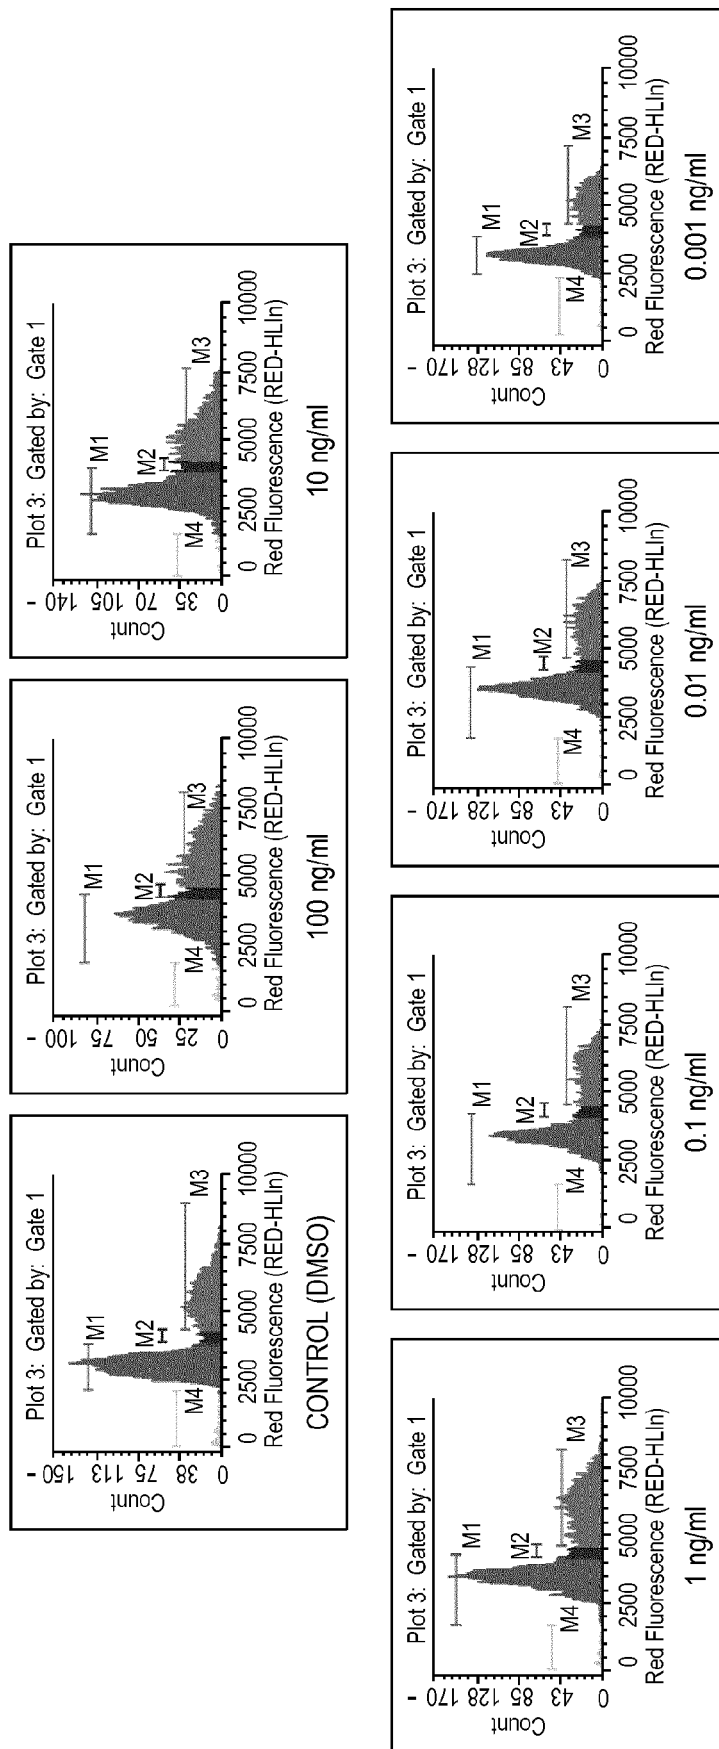 Plot 3: Gated by: Gate 1
150
113
75
38
0
Count
M1
M2
M3
M4
0 2500 5000 7500 10000
Red Fluorescence (RED-HLIn)
CONTROL (DMSO)
Plot 3: Gated by: Gate 1
100
75
50
25
0
Count
M1
M2
M3
M4
0 2500 5000 7500 10000
Red Fluorescence (RED-HLIn)
100 ng/ml
Plot 3: Gated by: Gate 1
140
105
70
35
0
Count
M1
M2
M3
M4
0 2500 5000 7500 10000
Red Fluorescence (RED-HLIn)
10 ng/ml
Plot 3: Gated by: Gate 1
170
128
85
43
0
Count
M1
M2
M3
M4
0 2500 5000 7500 10000
Red Fluorescence (RED-HLIn)
1 ng/ml
Plot 3: Gated by: Gate 1
170
128
85
43
0
Count
M1
M2
M3
M4
0 2500 5000 7500 10000
Red Fluorescence (RED-HLIn)
0.1 ng/ml
Plot 3: Gated by: Gate 1
170
128
85
43
0
Count
M1
M2
M3
M4
0 2500 5000 7500 10000
Red Fluorescence (RED-HLIn)
0.01 ng/ml
Plot 3: Gated by: Gate 1
170
128
85
43
0
Count
M1
M2
M3
M4
0 2500 5000 7500 10000
Red Fluorescence (RED-HLIn)
0.001 ng/ml